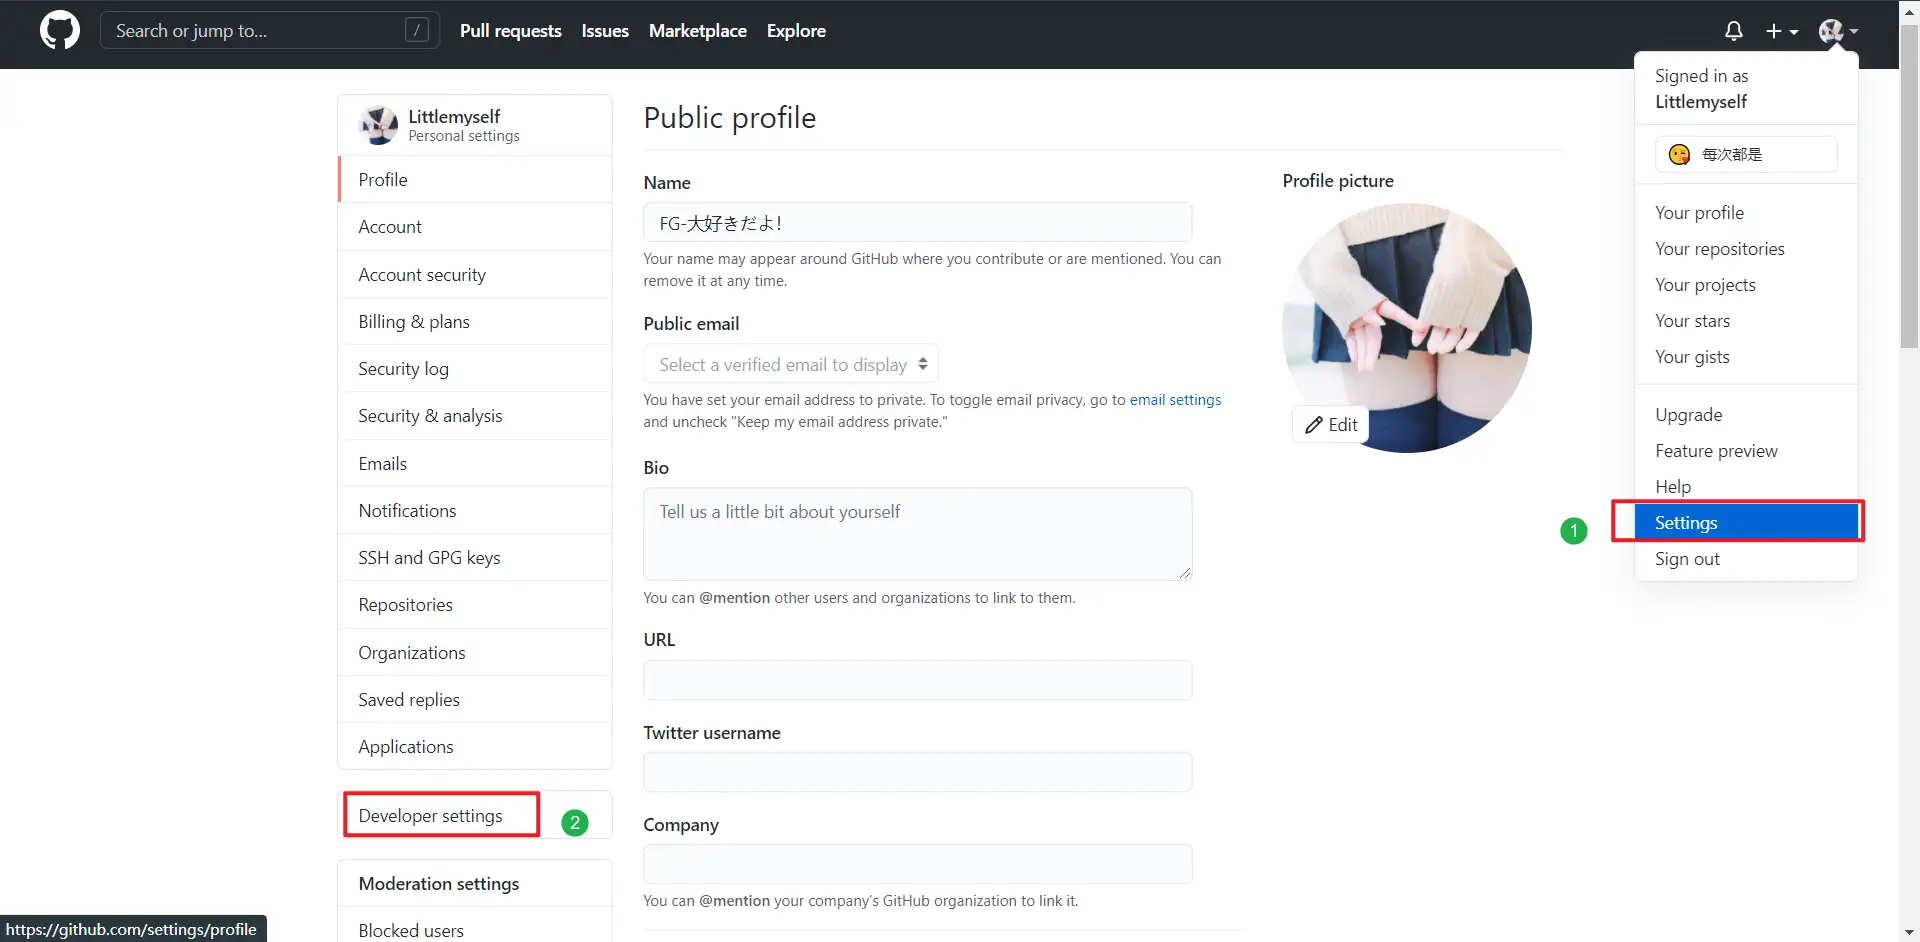 Search or jump to...
/
Pull requests
Issues
Marketplace
Explore
Signed in as
Littlemyself
😘 每次都是
Your profile
Your repositories
Your projects
Your stars
Your gists
Upgrade
Feature preview
Help
1
Settings
Sign out
Littlemyself
Personal settings
Profile
Account
Account security
Billing & plans
Security log
Security & analysis
Emails
Notifications
SSH and GPG keys
Repositories
Organizations
Saved replies
Applications
Developer settings
2
Moderation settings
Blocked users
Public profile
Name
FG-大好きだよ!
Your name may appear around GitHub where you contribute or are mentioned. You can
remove it at any time.
Public email
Select a verified email to display
You have set your email address to private. To toggle email privacy, go to email settings
and uncheck "Keep my email address private."
Bio
Tell us a little bit about yourself
You can @mention other users and organizations to link to them.
URL
Twitter username
Company
You can @mention your company's GitHub organization to link it.
Profile picture
Edit
https://github.com/settings/profile